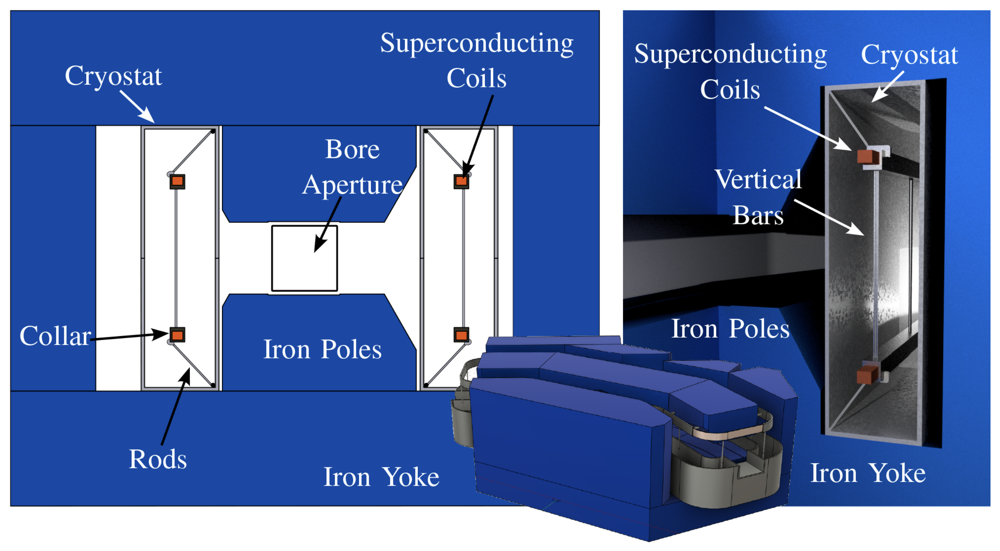 Superconducting
Coils
Cryostat
Bore
Aperture
Collar
Iron Poles
Rods
Iron Yoke
Superconducting
Coils
Cryostat
Vertical
Bars
Iron Poles
Iron Yoke